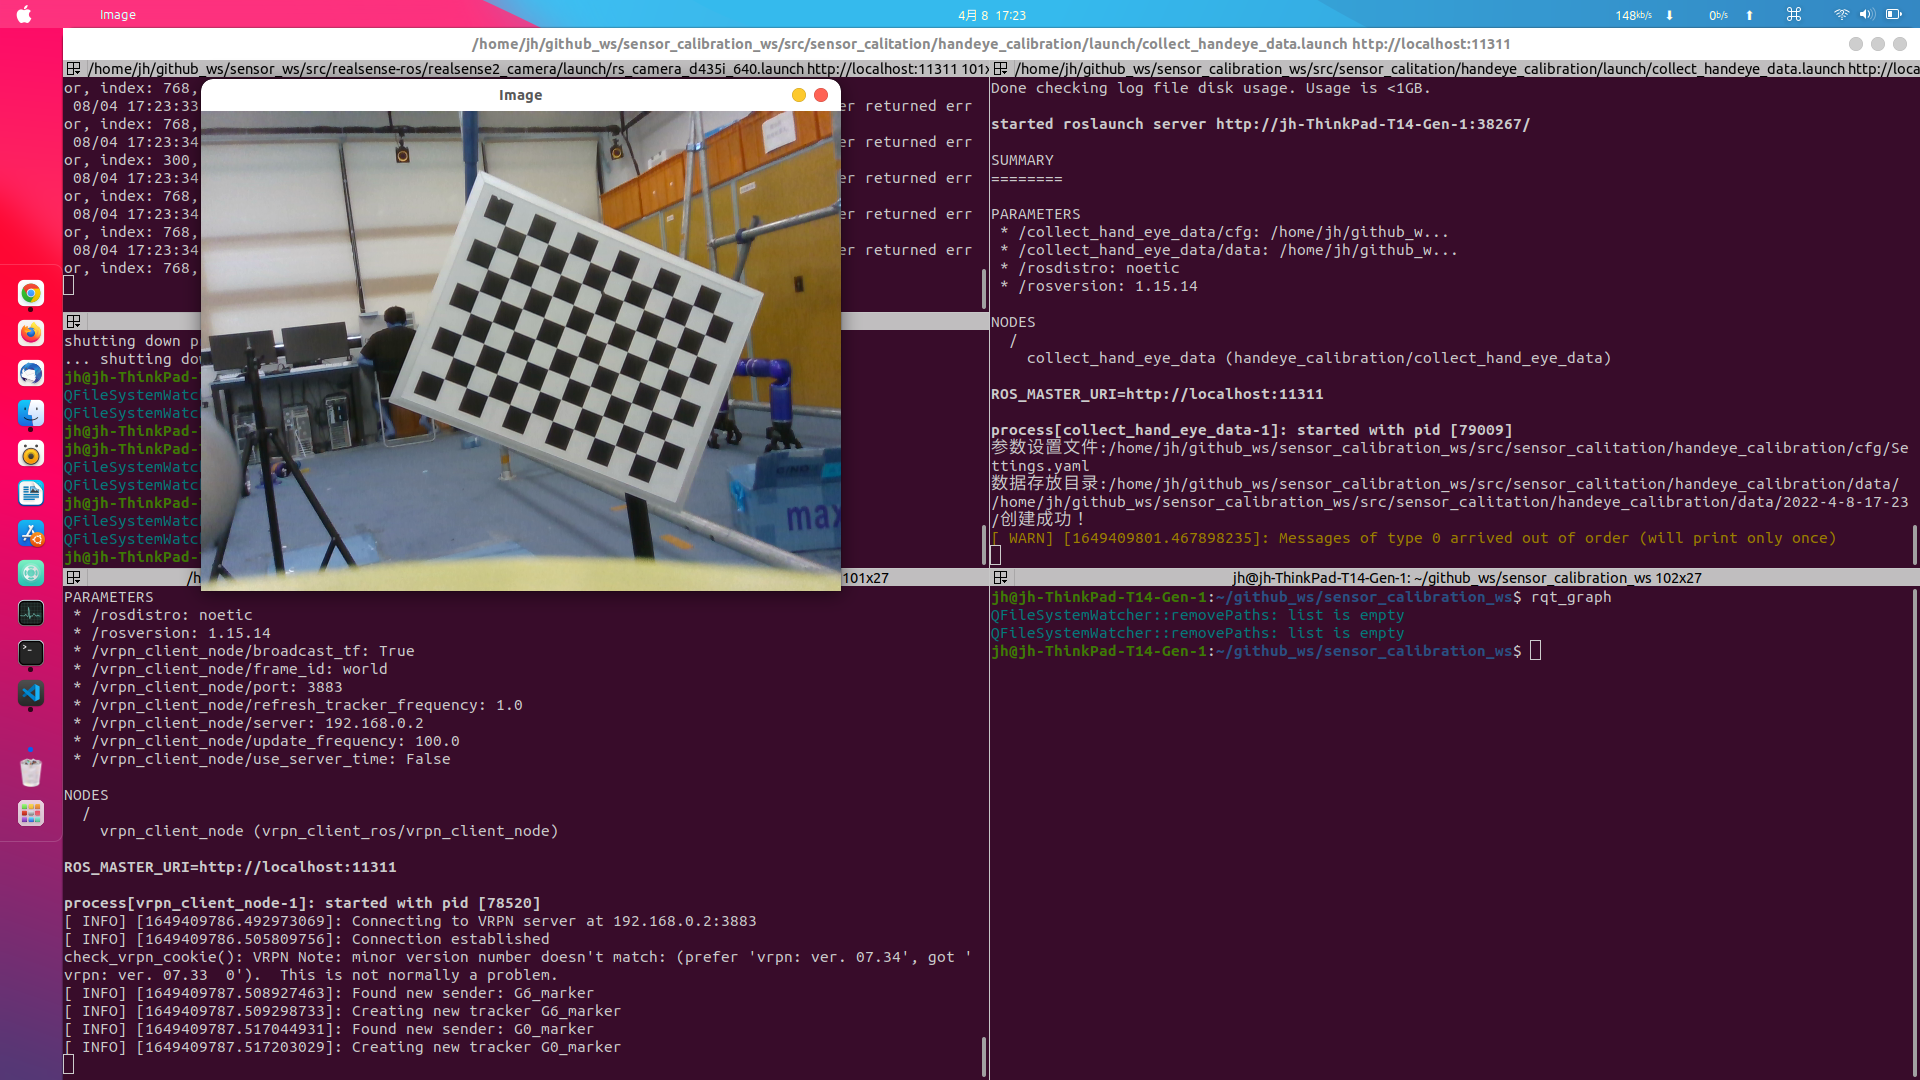 Image
4月 8 17:23
148kb/s
0b/s
/home/jh/github_ws/sensor_calibration_ws/src/sensor_calitation/handeye_calibration/launch/collect_handeye_data.launch http://localhost:11311
/home/jh/github_ws/sensor_ws/src/realsense-ros/realsense2_camera/launch/rs_camera_d435i_640.launch http://localhost:11311 101x
or, index: 768,
08/04 17:23:33 er returned err
or, index: 768,
08/04 17:23:34 er returned err
or, index: 300,
08/04 17:23:34 er returned err
or, index: 768,
08/04 17:23:34 er returned err
or, index: 768,
08/04 17:23:34 er returned err
or, index: 768,
Image
max
shutting down p
... shutting do
jh@jh-ThinkPad-
QFileSystemWatc
QFileSystemWatc
jh@jh-ThinkPad-
jh@jh-ThinkPad-
QFileSystemWatc
QFileSystemWatc
jh@jh-ThinkPad-
QFileSystemWatc
QFileSystemWatc
jh@jh-ThinkPad-
/h 101x27
PARAMETERS
* /rosdistro: noetic
* /rosversion: 1.15.14
* /vrpn_client_node/broadcast_tf: True
* /vrpn_client_node/frame_id: world
* /vrpn_client_node/port: 3883
* /vrpn_client_node/refresh_tracker_frequency: 1.0
* /vrpn_client_node/server: 192.168.0.2
* /vrpn_client_node/update_frequency: 100.0
* /vrpn_client_node/use_server_time: False
NODES
/
vrpn_client_node (vrpn_client_ros/vrpn_client_node)
ROS_MASTER_URI=http://localhost:11311
process[vrpn_client_node-1]: started with pid [78520]
[ INFO] [1649409786.492973069]: Connecting to VRPN server at 192.168.0.2:3883
[ INFO] [1649409786.505809756]: Connection established
check_vrpn_cookie(): VRPN Note: minor version number doesn't match: (prefer 'vrpn: ver. 07.34', got '
vrpn: ver. 07.33  0').  This is not normally a problem.
[ INFO] [1649409787.508927463]: Found new sender: G6_marker
[ INFO] [1649409787.509298733]: Creating new tracker G6_marker
[ INFO] [1649409787.517044931]: Found new sender: G0_marker
[ INFO] [1649409787.517203029]: Creating new tracker G0_marker
/home/jh/github_ws/sensor_calibration_ws/src/sensor_calitation/handeye_calibration/launch/collect_handeye_data.launch http://loca
Done checking log file disk usage. Usage is <1GB.
started roslaunch server http://jh-ThinkPad-T14-Gen-1:38267/
SUMMARY
========
PARAMETERS
* /collect_hand_eye_data/cfg: /home/jh/github_w...
* /collect_hand_eye_data/data: /home/jh/github_w...
* /rosdistro: noetic
* /rosversion: 1.15.14
NODES
/
collect_hand_eye_data (handeye_calibration/collect_hand_eye_data)
ROS_MASTER_URI=http://localhost:11311
process[collect_hand_eye_data-1]: started with pid [79009]
参数设置文件:/home/jh/github_ws/sensor_calibration_ws/src/sensor_calitation/handeye_calibration/cfg/Se
ttings.yaml
数据存放目录:/home/jh/github_ws/sensor_calibration_ws/src/sensor_calitation/handeye_calibration/data/
/home/jh/github_ws/sensor_calibration_ws/src/sensor_calitation/handeye_calibration/data/2022-4-8-17-23
/创建成功！
[ WARN] [1649409801.467898235]: Messages of type 0 arrived out of order (will print only once)
jh@jh-ThinkPad-T14-Gen-1: ~/github_ws/sensor_calibration_ws 102x27
jh@jh-ThinkPad-T14-Gen-1:~/github_ws/sensor_calibration_ws$ rqt_graph
QFileSystemWatcher::removePaths: list is empty
QFileSystemWatcher::removePaths: list is empty
jh@jh-ThinkPad-T14-Gen-1:~/github_ws/sensor_calibration_ws$